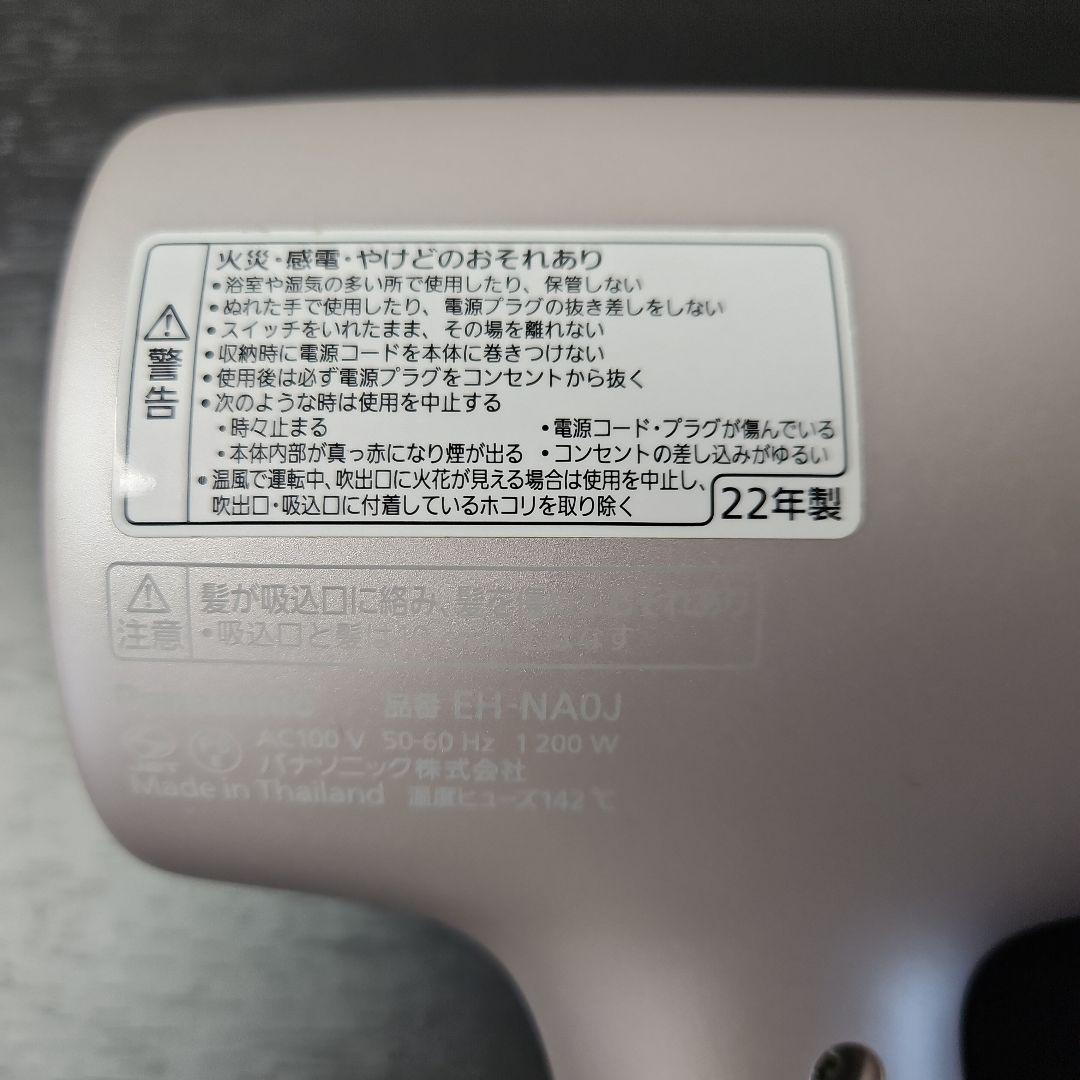 火災・感電・やけどのおそれあり
・浴室や湿気の多い所で使用したり、保管しない
・ぬれた手で使用したり、電源プラグの抜き差しをしない
・スイッチをいれたまま、その場を離れない
・収納時に電源コードを本体に巻きつけない
・使用後は必ず電源プラグをコンセントから抜く
・次のような時は使用を中止する
・時々止まる ・電源コード・プラグが傷んでいる
・本体内部が真っ赤になり煙が出る ・コンセントの差し込みがゆるい
・温風で運転中、吹出口に火花が見える場合は使用を中止し、
吹出口・吸込口に付着しているホコリを取り除く
警告
22年製
髪が吸込口に絡み、髪を おそれあり
注意 ・吸込口と髪は
Panasonic 品番 EH-NA0J
AC100 V 50-60 Hz 1 200 W
パナソニック株式会社
Made in Thailand 温度ヒューズ142℃